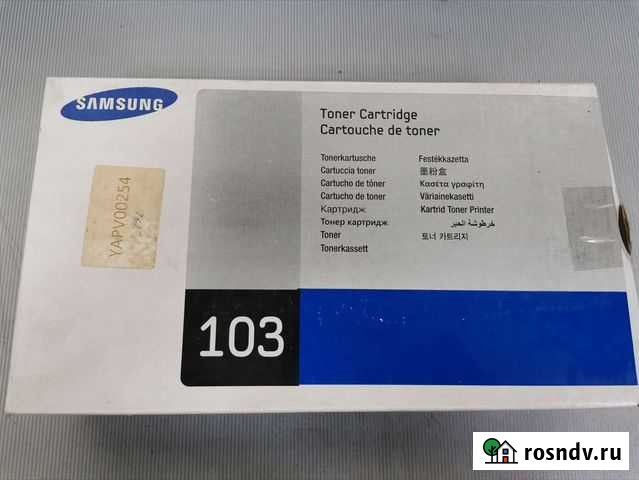 SAMSUNG
Toner Cartridge
Cartouche de toner
Tonerkartusche
Cartuccia toner
Cartucho de tóner
Cartucho de toner
Картридж
Тонер картридж
Toner
Tonerkassett
Festékkazetta
墨粉盒
Κασέτα γραφίτη
Väriainekasetti
Kartrid Toner Printer
خرطوشة الحبر
토너 카트리지
YAPV00254
103
rosndv.ru